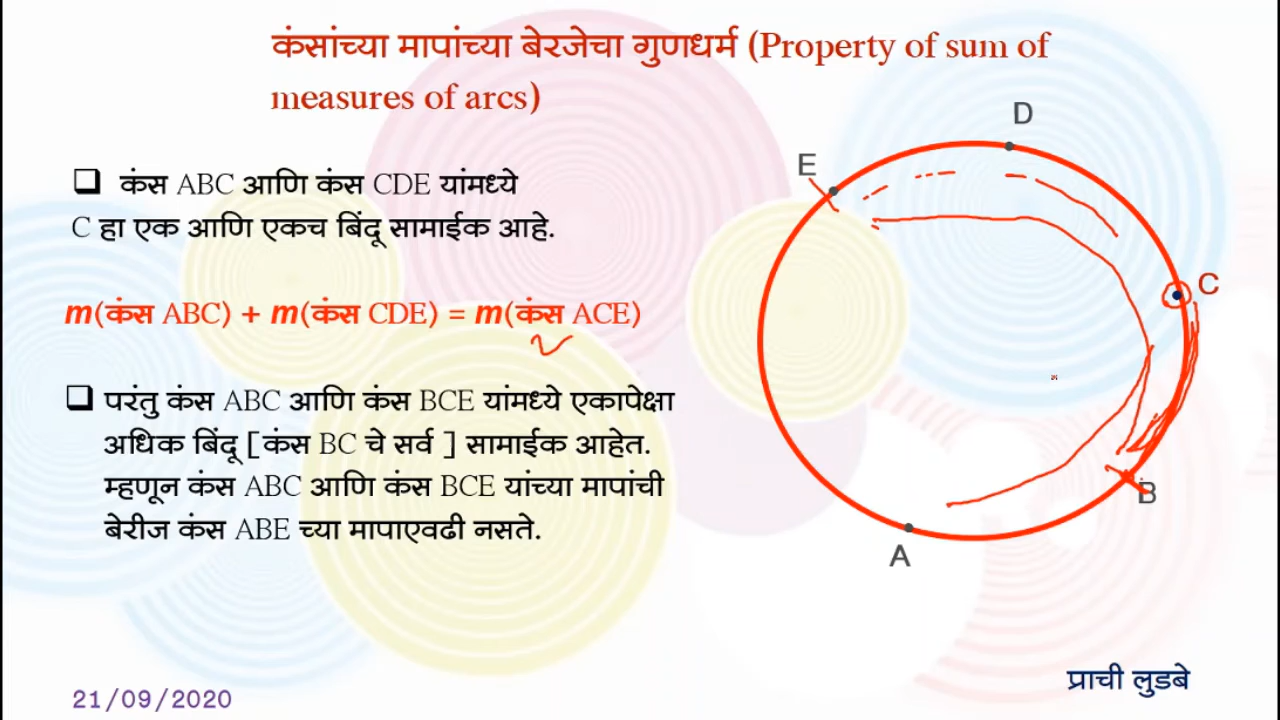 कंसांच्या मापांच्या बेरजेचा गुणधर्म (Property of sum of
measures of arcs)
❑ कंस ABC आणि कंस CDE यांमध्ये
C हा एक आणि एकच बिंदू सामाईक आहे.
m(कंस ABC) + m(कंस CDE) = m(कंस ACE)
❑ परंतु कंस ABC आणि कंस BCE यांमध्ये एकापेक्षा
अधिक बिंदू [कंस BC चे सर्व ] सामाईक आहेत.
म्हणून कंस ABC आणि कंस BCE यांच्या मापांची
बेरीज कंस ABE च्या मापाएवढी नसते.
D
E
C
B
A
प्राची लुडबे
21/09/2020